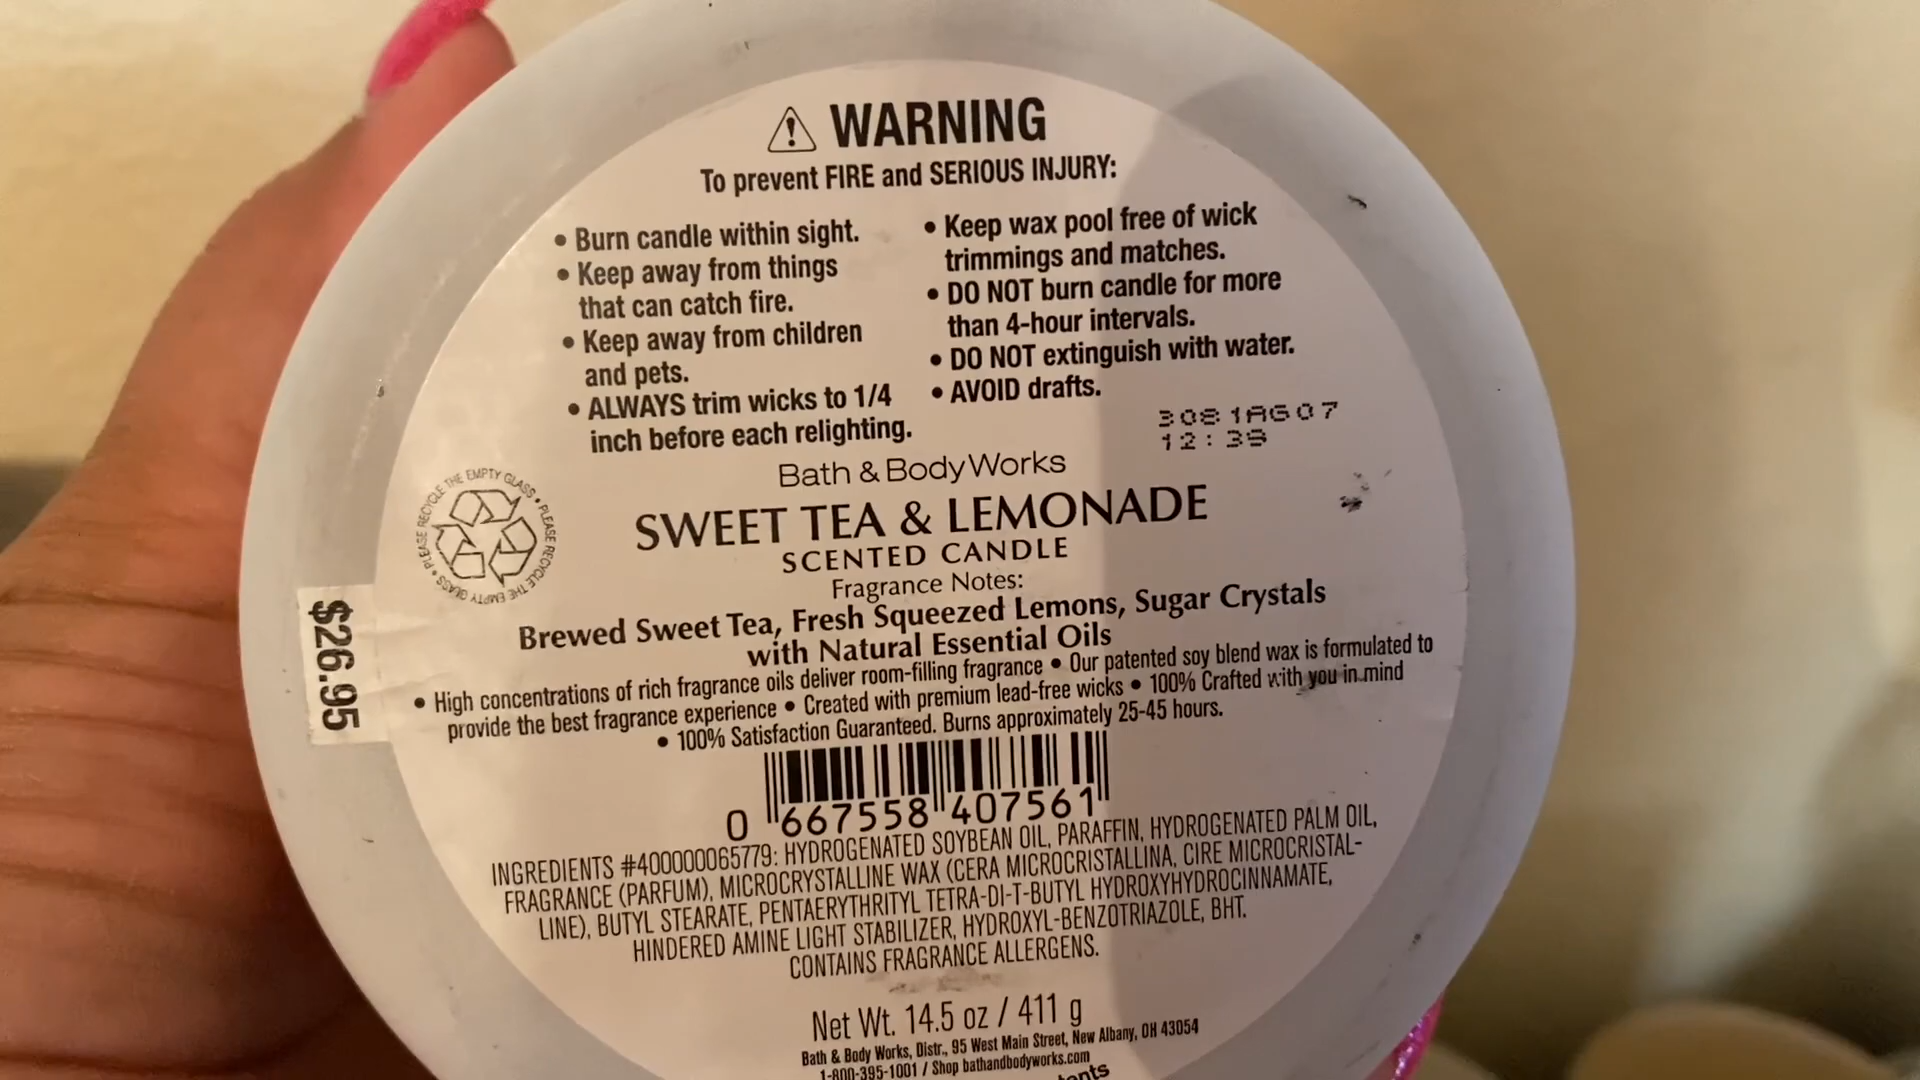 WARNING
To prevent FIRE and SERIOUS INJURY:
• Burn candle within sight.
• Keep away from things
that can catch fire.
• Keep away from children
and pets.
• ALWAYS trim wicks to 1/4
inch before each relighting.
• Keep wax pool free of wick
trimmings and matches.
• DO NOT burn candle for more
than 4-hour intervals.
• DO NOT extinguish with water.
• AVOID drafts.
3081AG07
12:38
Bath & Body Works
SWEET TEA & LEMONADE
SCENTED CANDLE
Fragrance Notes:
Brewed Sweet Tea, Fresh Squeezed Lemons, Sugar Crystals
with Natural Essential Oils
• High concentrations of rich fragrance oils deliver room-filling fragrance • Our patented soy blend wax is formulated to
provide the best fragrance experience • Created with premium lead-free wicks • 100% Crafted with you in mind
• 100% Satisfaction Guaranteed. Burns approximately 25-45 hours.
PLEASE RECYCLE THE EMPTY GLASS • PLEASE RECYCLE THE EMPTY GLASS •
$26.95
0 667558 407561
INGREDIENTS #400000065779: HYDROGENATED SOYBEAN OIL, PARAFFIN, HYDROGENATED PALM OIL,
FRAGRANCE (PARFUM), MICROCRYSTALLINE WAX (CERA MICROCRISTALLINA, CIRE MICROCRISTAL-
LINE), BUTYL STEARATE, PENTAERYTHRITYL TETRA-DI-T-BUTYL HYDROXYHYDROCINNAMATE,
HINDERED AMINE LIGHT STABILIZER, HYDROXYL-BENZOTRIAZOLE, BHT.
CONTAINS FRAGRANCE ALLERGENS.
Net Wt. 14.5 oz / 411 g
Bath & Body Works, Distr., 95 West Main Street, New Albany, OH 43054
1-800-395-1001 / Shop bathandbodyworks.com